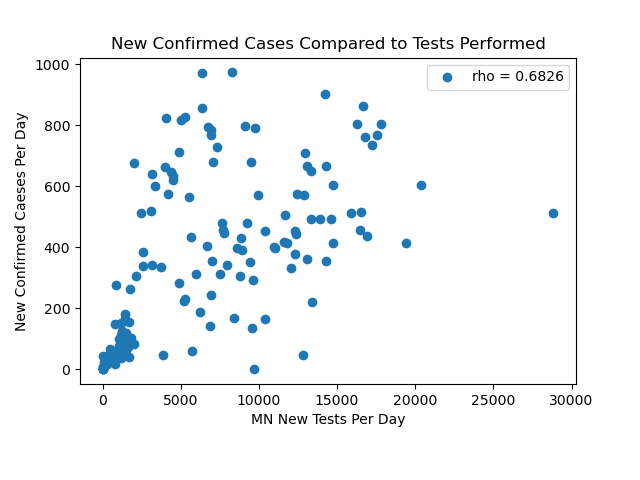 New Confirmed Cases Compared to Tests Performed
rho = 0.6826
New Confirmed Caeses Per Day
1000
800
600
400
200
0
0 5000 10000 15000 20000 25000 30000
MN New Tests Per Day